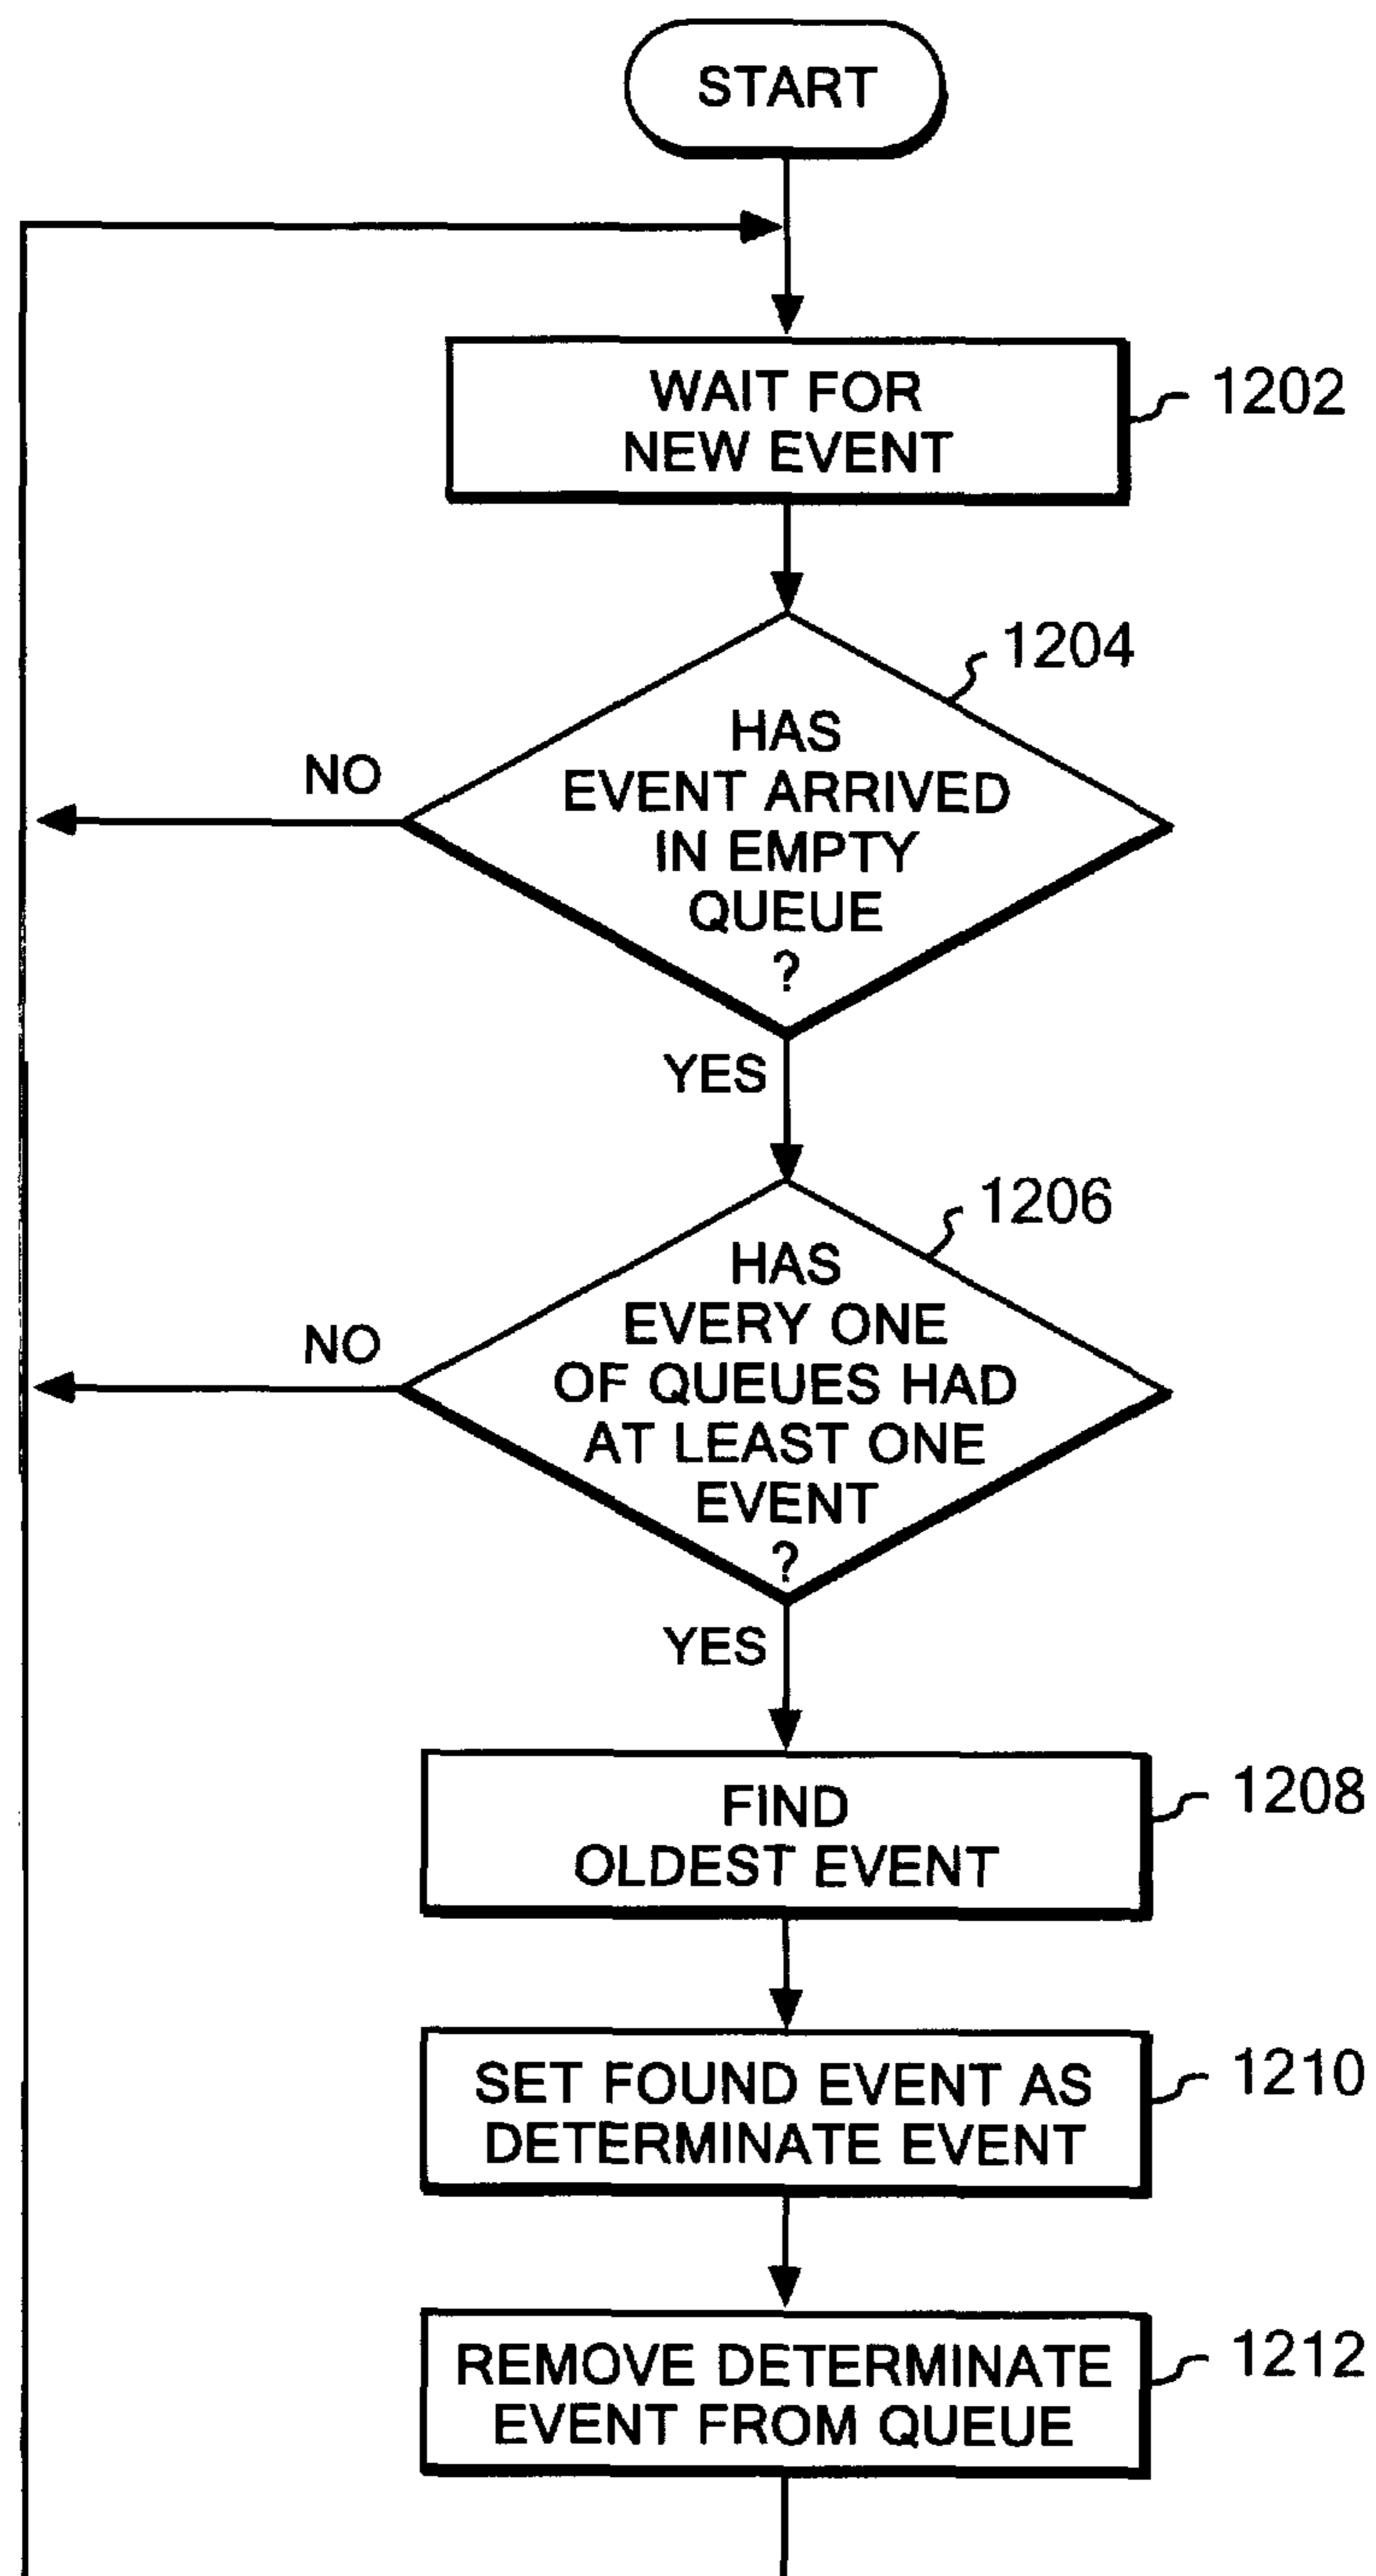 START
WAIT FOR
NEW EVENT
1202
1204
HAS
EVENT ARRIVED
IN EMPTY
QUEUE
?
NO
YES
1206
HAS
EVERY ONE
OF QUEUES HAD
AT LEAST ONE
EVENT
?
NO
YES
FIND
OLDEST EVENT
1208
SET FOUND EVENT AS
DETERMINATE EVENT
1210
REMOVE DETERMINATE
EVENT FROM QUEUE
1212